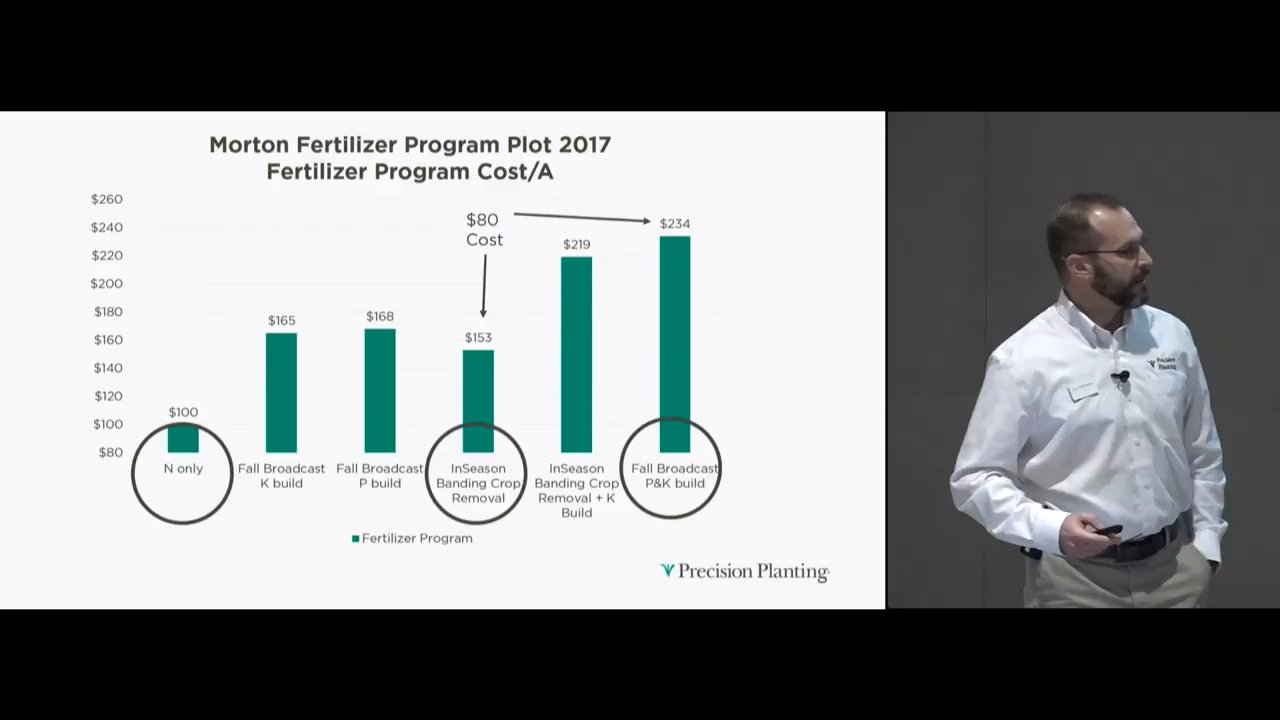 Morton Fertilizer Program Plot 2017
Fertilizer Program Cost/A
$260
$240
$220
$200
$180
$160
$140
$120
$100
$80
$100
$165
$168
$80
Cost
$153
$219
$234
N only
Fall Broadcast
K build
Fall Broadcast
P build
InSeason
Banding Crop
Removal
InSeason
Banding Crop
Removal + K
Build
Fall Broadcast
P&K build
Fertilizer Program
Precision Planting
Precision
Planting